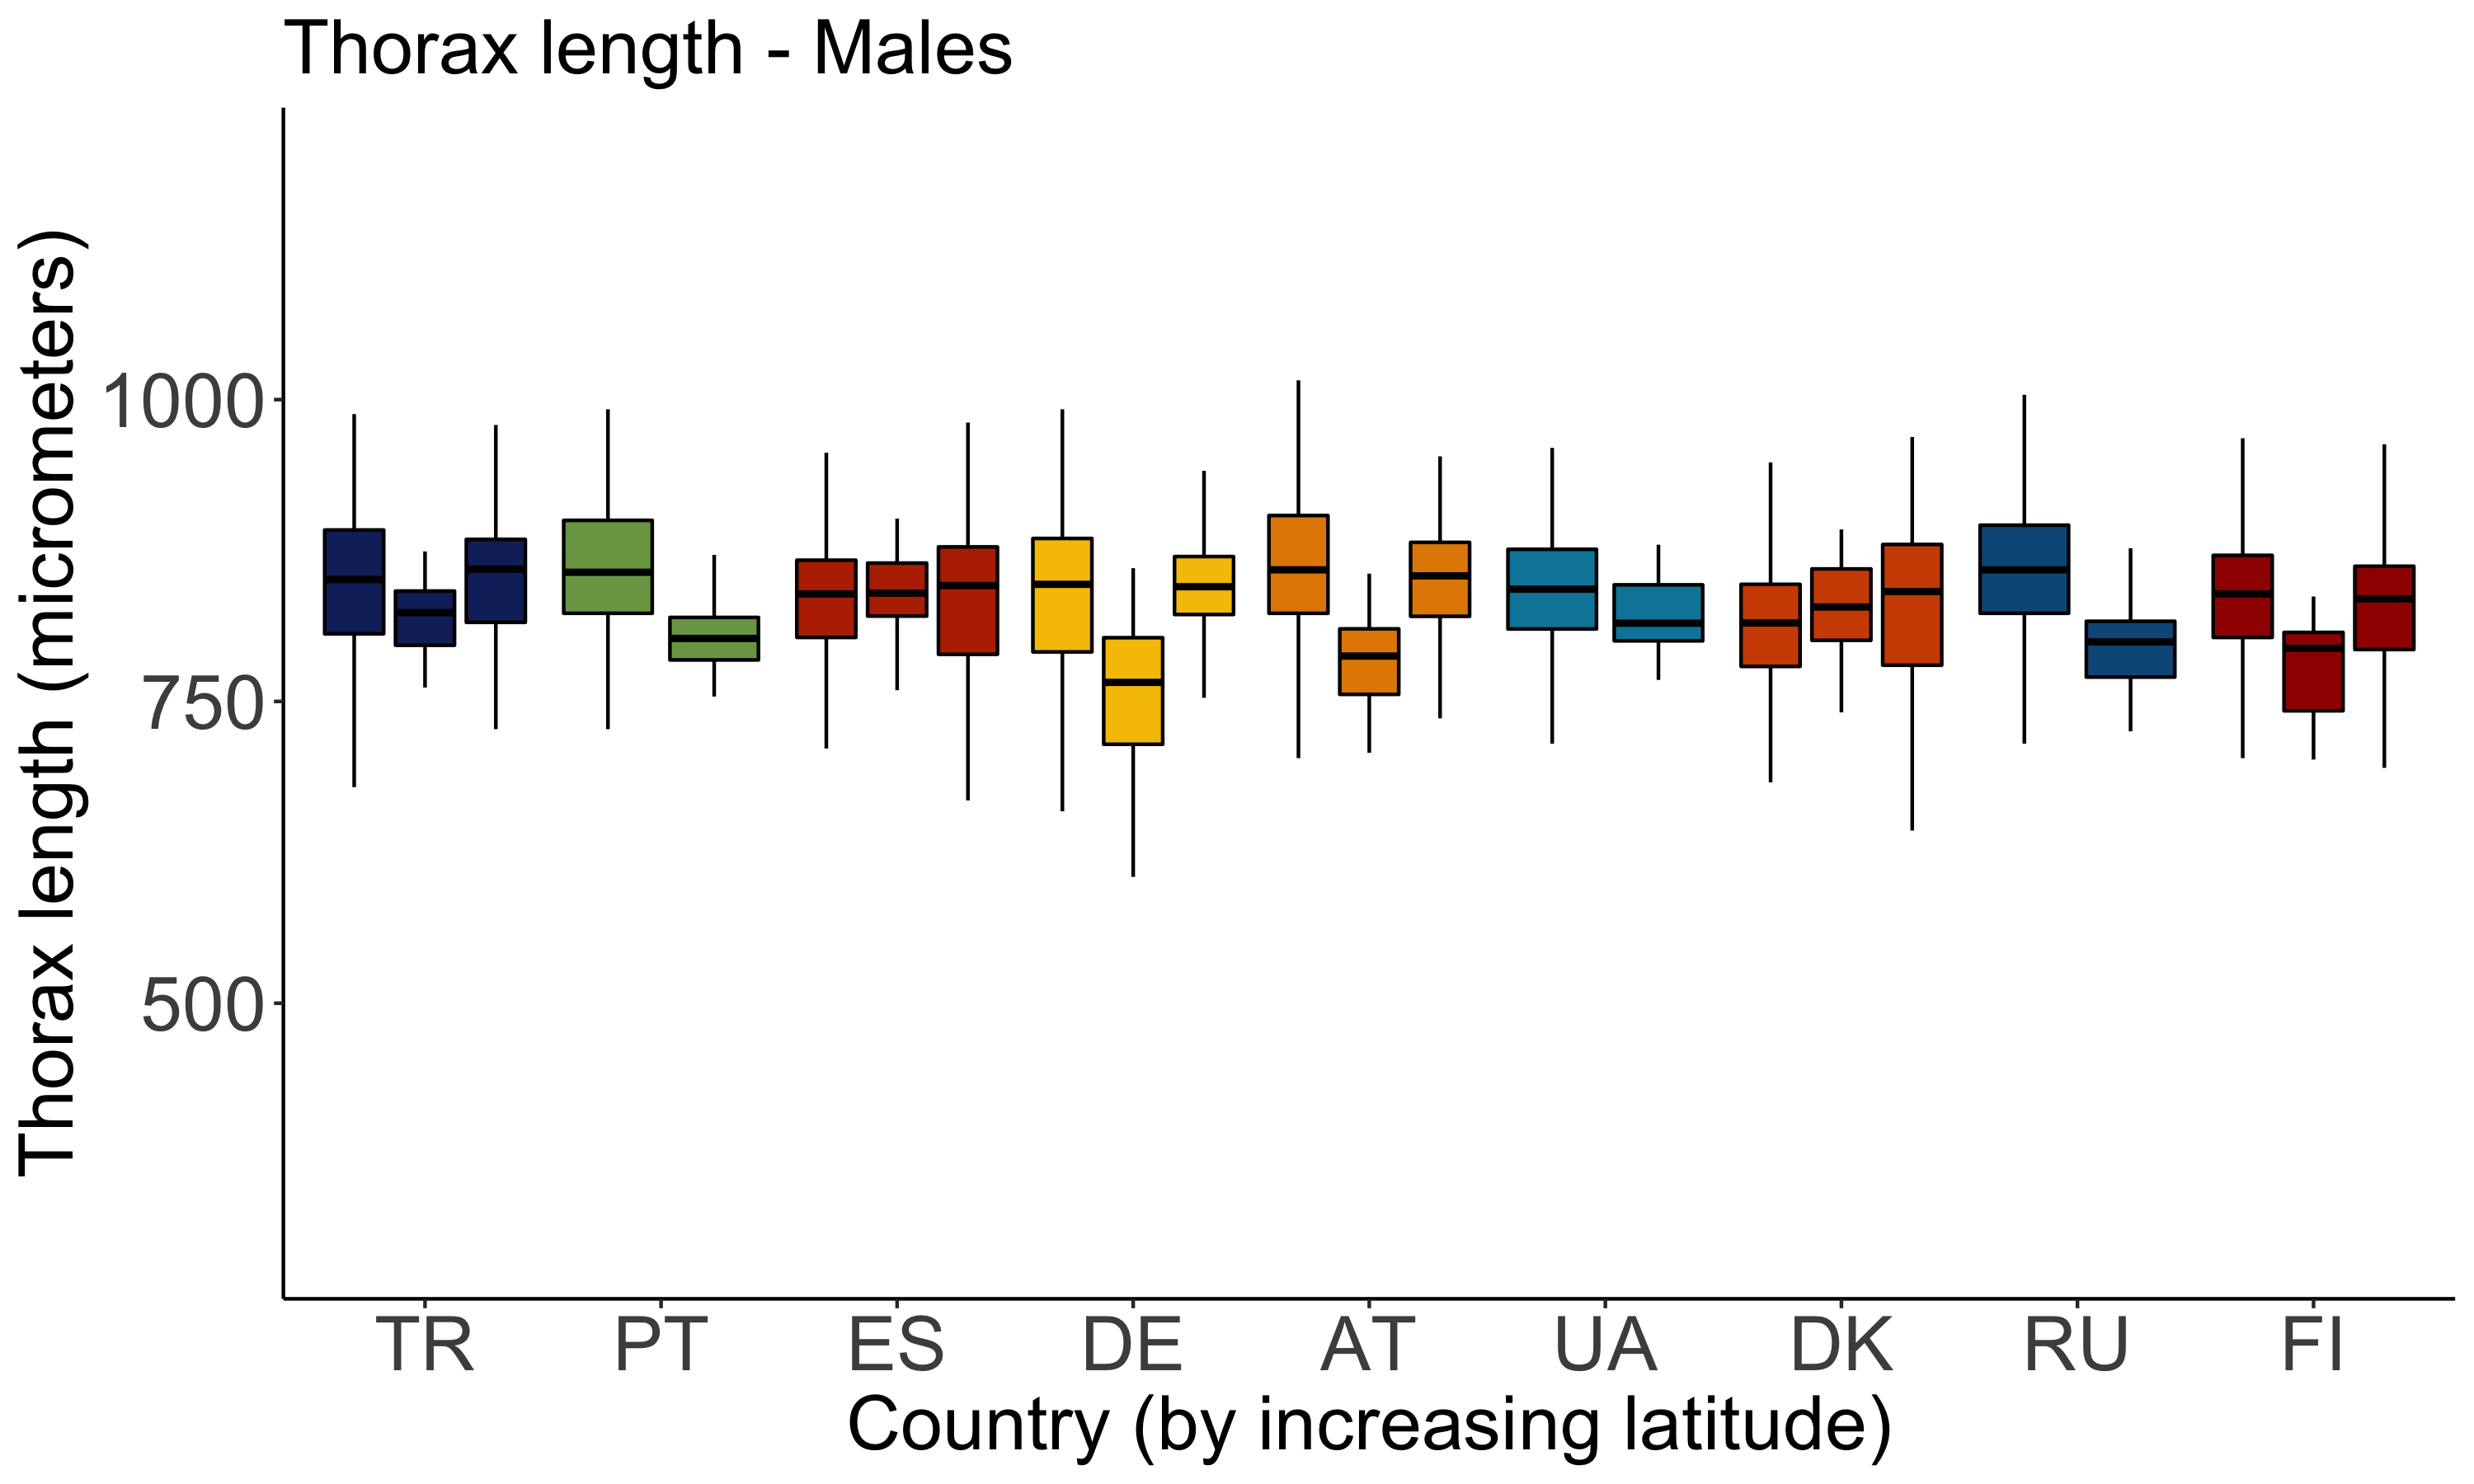 Thorax length - Males
Thorax length (micrometers)
1000
750
500
TR PT ES DE AT UA DK RU FI
Country (by increasing latitude)